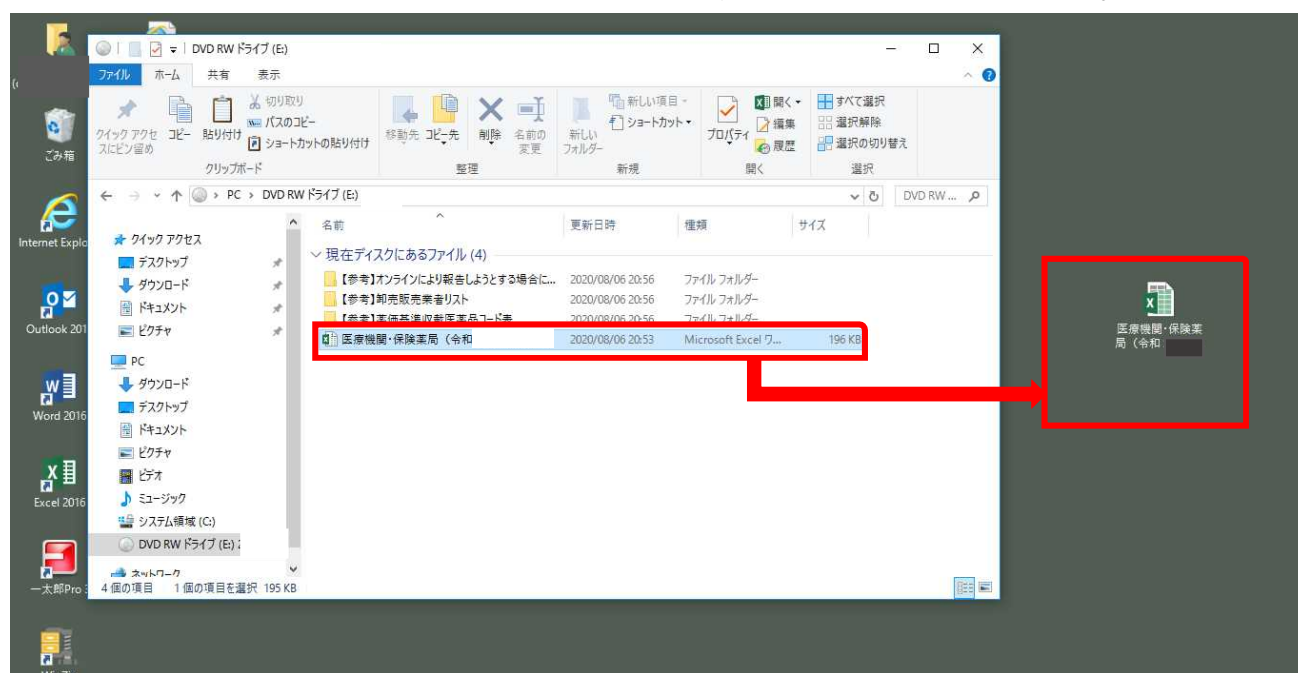 DVD RW ドライブ (E:)
ファイル ホーム 共有 表示
クイック アクセ
スにピン留め
コピー
貼り付け
切り取り
パスのコピー
ショートカットの貼り付け
クリップボード
移動先 コピー先 削除 名前の
変更
整理
新しい
フォルダー
新しい項目
ショートカット
新規
プロパティ
開く
編集
履歴
開く
すべて選択
選択解除
選択の切り替え
選択
PC › DVD RW ドライブ (E:)
DVD RW ...
クイック アクセス
デスクトップ
ダウンロード
ドキュメント
ピクチャ
PC
ダウンロード
デスクトップ
ドキュメント
ピクチャ
ビデオ
ミュージック
システム領域 (C:)
DVD RW ドライブ (E:)
ネットワーク
名前 更新日時 種類 サイズ
現在ディスクにあるファイル (4)
【参考】オンラインにより報告しようとする場合に... 2020/08/06 20:56 ファイル フォルダー
【参考】卸売販売業者リスト 2020/08/06 20:56 ファイル フォルダー
【参考】薬価基準収載医薬品コード表 2020/08/06 20:56 ファイル フォルダー
医療機関・保険薬局（令和 2020/08/06 20:53 Microsoft Excel ワ... 196 KB
4 個の項目 1 個の項目を選択 195 KB
ごみ箱
Internet Explo
Outlook 201
Word 2016
Excel 2016
一太郎Pro
医療機関・保険薬
局（令和